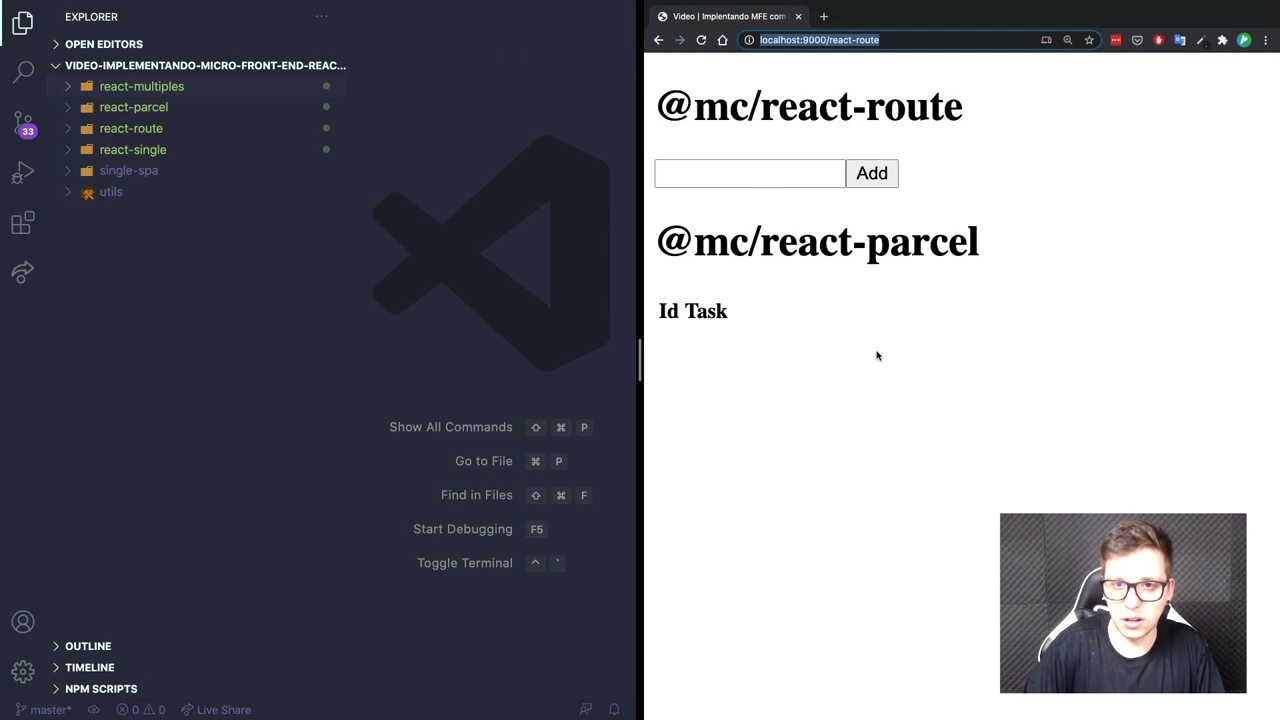 EXPLORER
OPEN EDITORS
VIDEO-IMPLEMENTANDO-MICRO-FRONT-END-REAC...
react-multiples
react-parcel
react-route
react-single
single-spa
utils
33
Show All Commands ⇧ ⌘ P
Go to File ⌘ P
Find in Files ⇧ ⌘ F
Start Debugging F5
Toggle Terminal ^ `
OUTLINE
TIMELINE
NPM SCRIPTS
master* 0 0 Live Share
Video | Implentando MFE com
localhost:9000/react-route
@mc/react-route
Add
@mc/react-parcel
Id Task